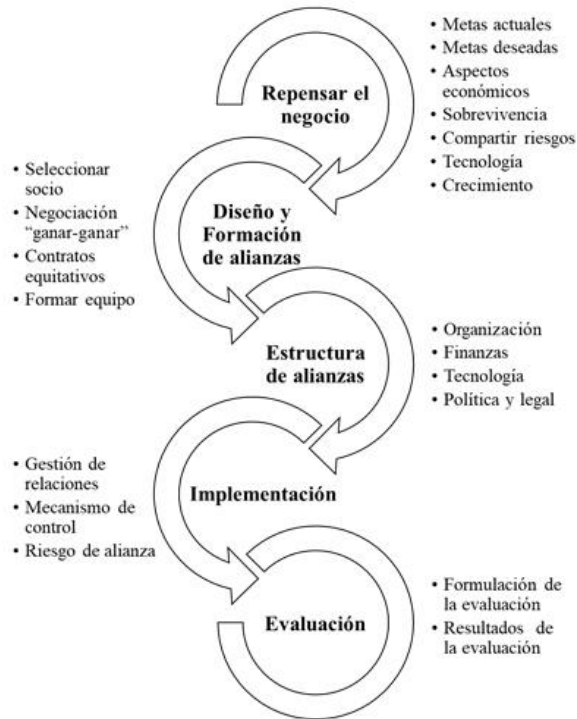 • Metas actuales
• Metas deseadas
• Aspectos
económicos
• Sobrevivencia
• Compartir riesgos
• Tecnología
• Crecimiento
Repensar el
negocio
• Seleccionar
socio
• Negociación
“ganar-ganar”
• Contratos
equitativos
• Formar equipo
Diseño y
Formación
de alianzas
Estructura
de alianzas
• Organización
• Finanzas
• Tecnología
• Política y legal
• Gestión de
relaciones
• Mecanismo de
control
• Riesgo de alianza
Implementación
Evaluación
• Formulación de
la evaluación
• Resultados de
la evaluación